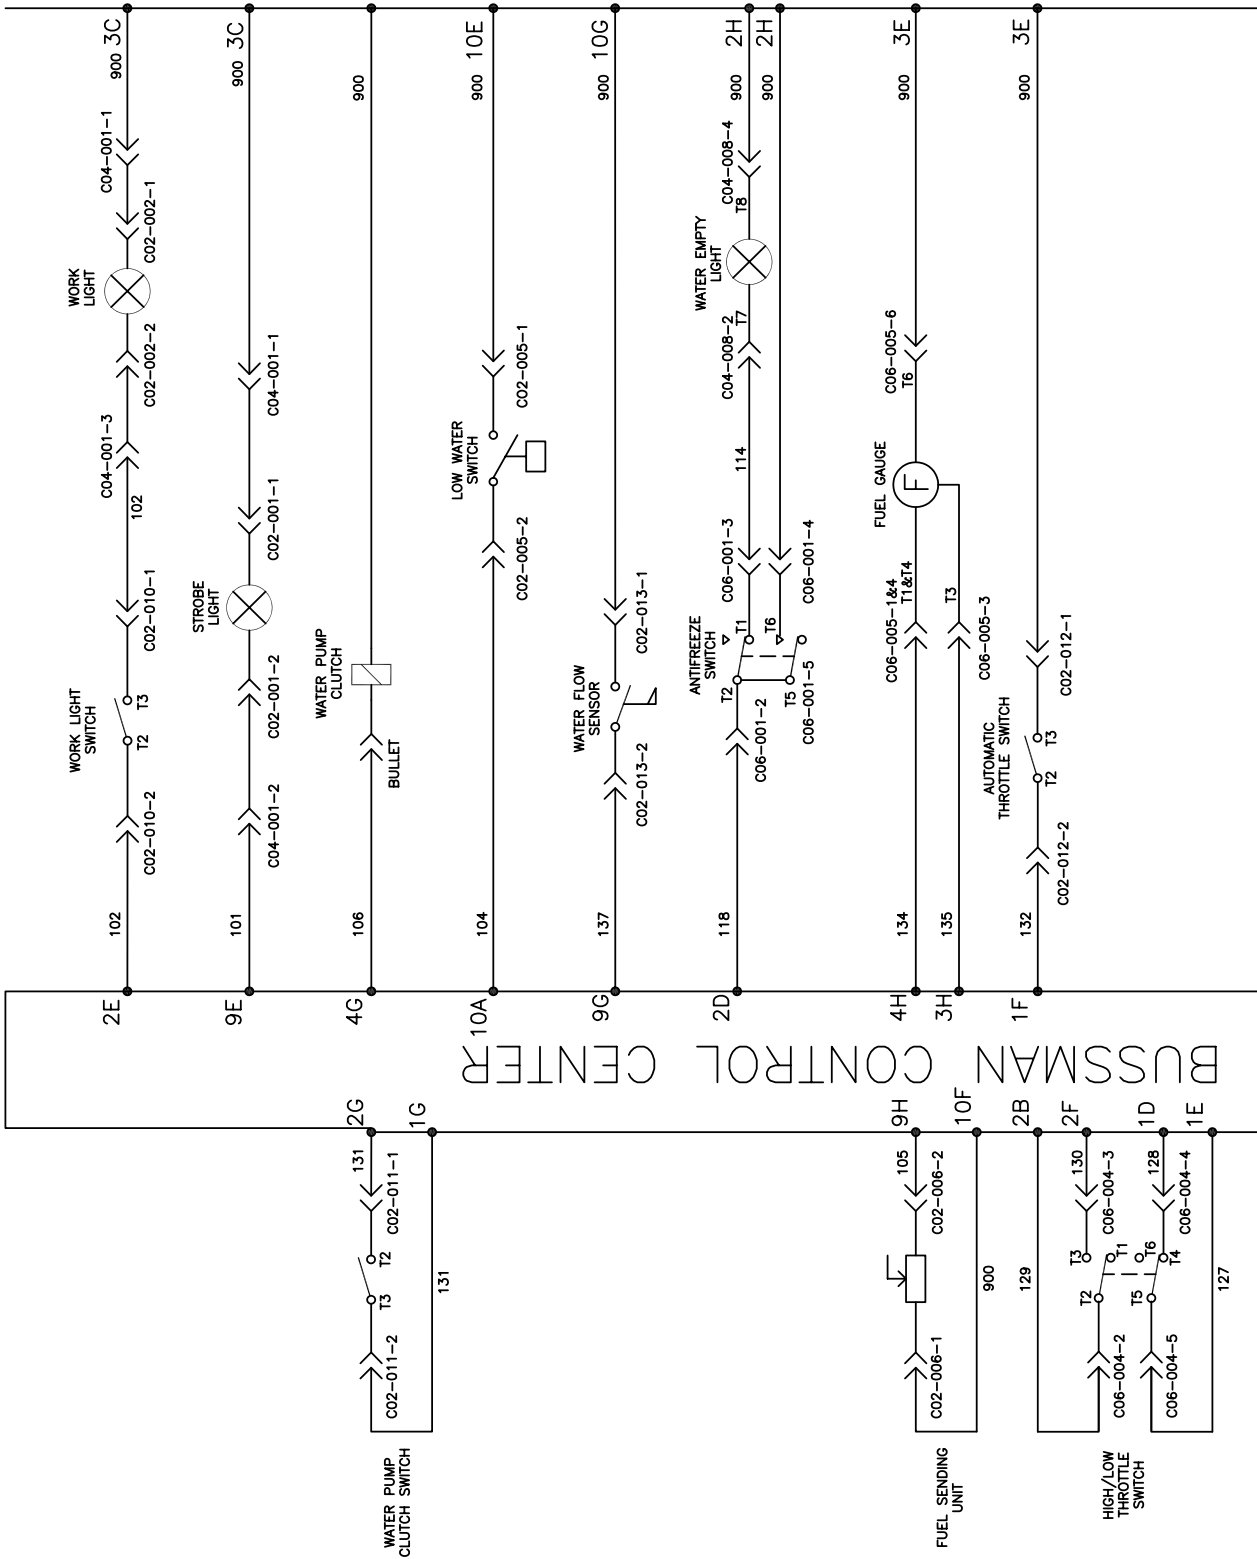 3C
900
C04-001-1
C02-002-1
WORK
LIGHT
C02-002-2
C04-001-3
102
C02-010-1
T3
T2
WORK LIGHT
SWITCH
C02-010-2
102
2E
3C
900
C04-001-1
C02-001-1
STROBE
LIGHT
C02-001-2
C04-001-2
101
9E
900
WATER PUMP
CLUTCH
BULLET
106
4G
10E
900
C02-005-1
LOW WATER
SWITCH
C02-005-2
104
10A
10G
900
C02-013-1
WATER FLOW
SENSOR
C02-013-2
137
9G
2H
2H
900
900
C04-008-4
T8
WATER EMPTY
LIGHT
T7
C04-008-2
114
C06-001-3
C06-001-4
T1
T6
ANTIFREEZE
SWITCH
T2
T5
C06-001-5
C06-001-2
118
2D
3E
900
C06-005-6
T6
FUEL GAUGE
F
C06-005-1&4
T1&T4
T3
C06-005-3
134
135
4H
3H
3E
900
C02-012-1
AUTOMATIC
THROTTLE SWITCH
T3
T2
C02-012-2
132
1F
BUSSMAN CONTROL CENTER
2G
1G
131
C02-011-1
T2
T3
C02-011-2
131
WATER PUMP
CLUTCH SWITCH
9H
10F
105
C02-006-2
C02-006-1
900
FUEL SENDING
UNIT
2B
2F
1D
1E
130
128
C06-004-3
C06-004-4
129
T3
T1
T6
T4
T2
T5
127
C06-004-2
C06-004-5
HIGH/LOW
THROTTLE
SWITCH